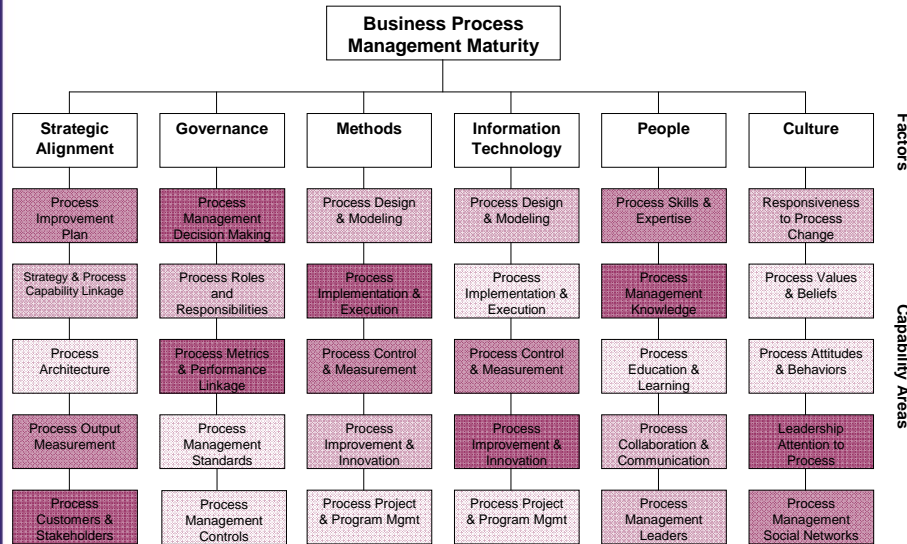 Business Process
Management Maturity
Strategic
Alignment
Governance
Methods
Information
Technology
People
Culture
Factors
Process
Improvement
Plan
Process
Management
Decision Making
Process Design
& Modeling
Process Design
& Modeling
Process Skills &
Expertise
Responsiveness
to Process
Change
Strategy & Process
Capability Linkage
Process Roles
and
Responsibilities
Process
Implementation &
Execution
Process
Implementation &
Execution
Process
Management
Knowledge
Process Values
& Beliefs
Capability Areas
Process
Architecture
Process Metrics
& Performance
Linkage
Process Control
& Measurement
Process Control
& Measurement
Process
Education &
Learning
Process Attitudes
& Behaviors
Process Output
Measurement
Process
Management
Standards
Process
Improvement &
Innovation
Process
Improvement &
Innovation
Process
Collaboration &
Communication
Leadership
Attention to
Process
Process
Customers &
Stakeholders
Process
Management
Controls
Process Project
& Program Mgmt
Process Project
& Program Mgmt
Process
Management
Leaders
Process
Management
Social Networks